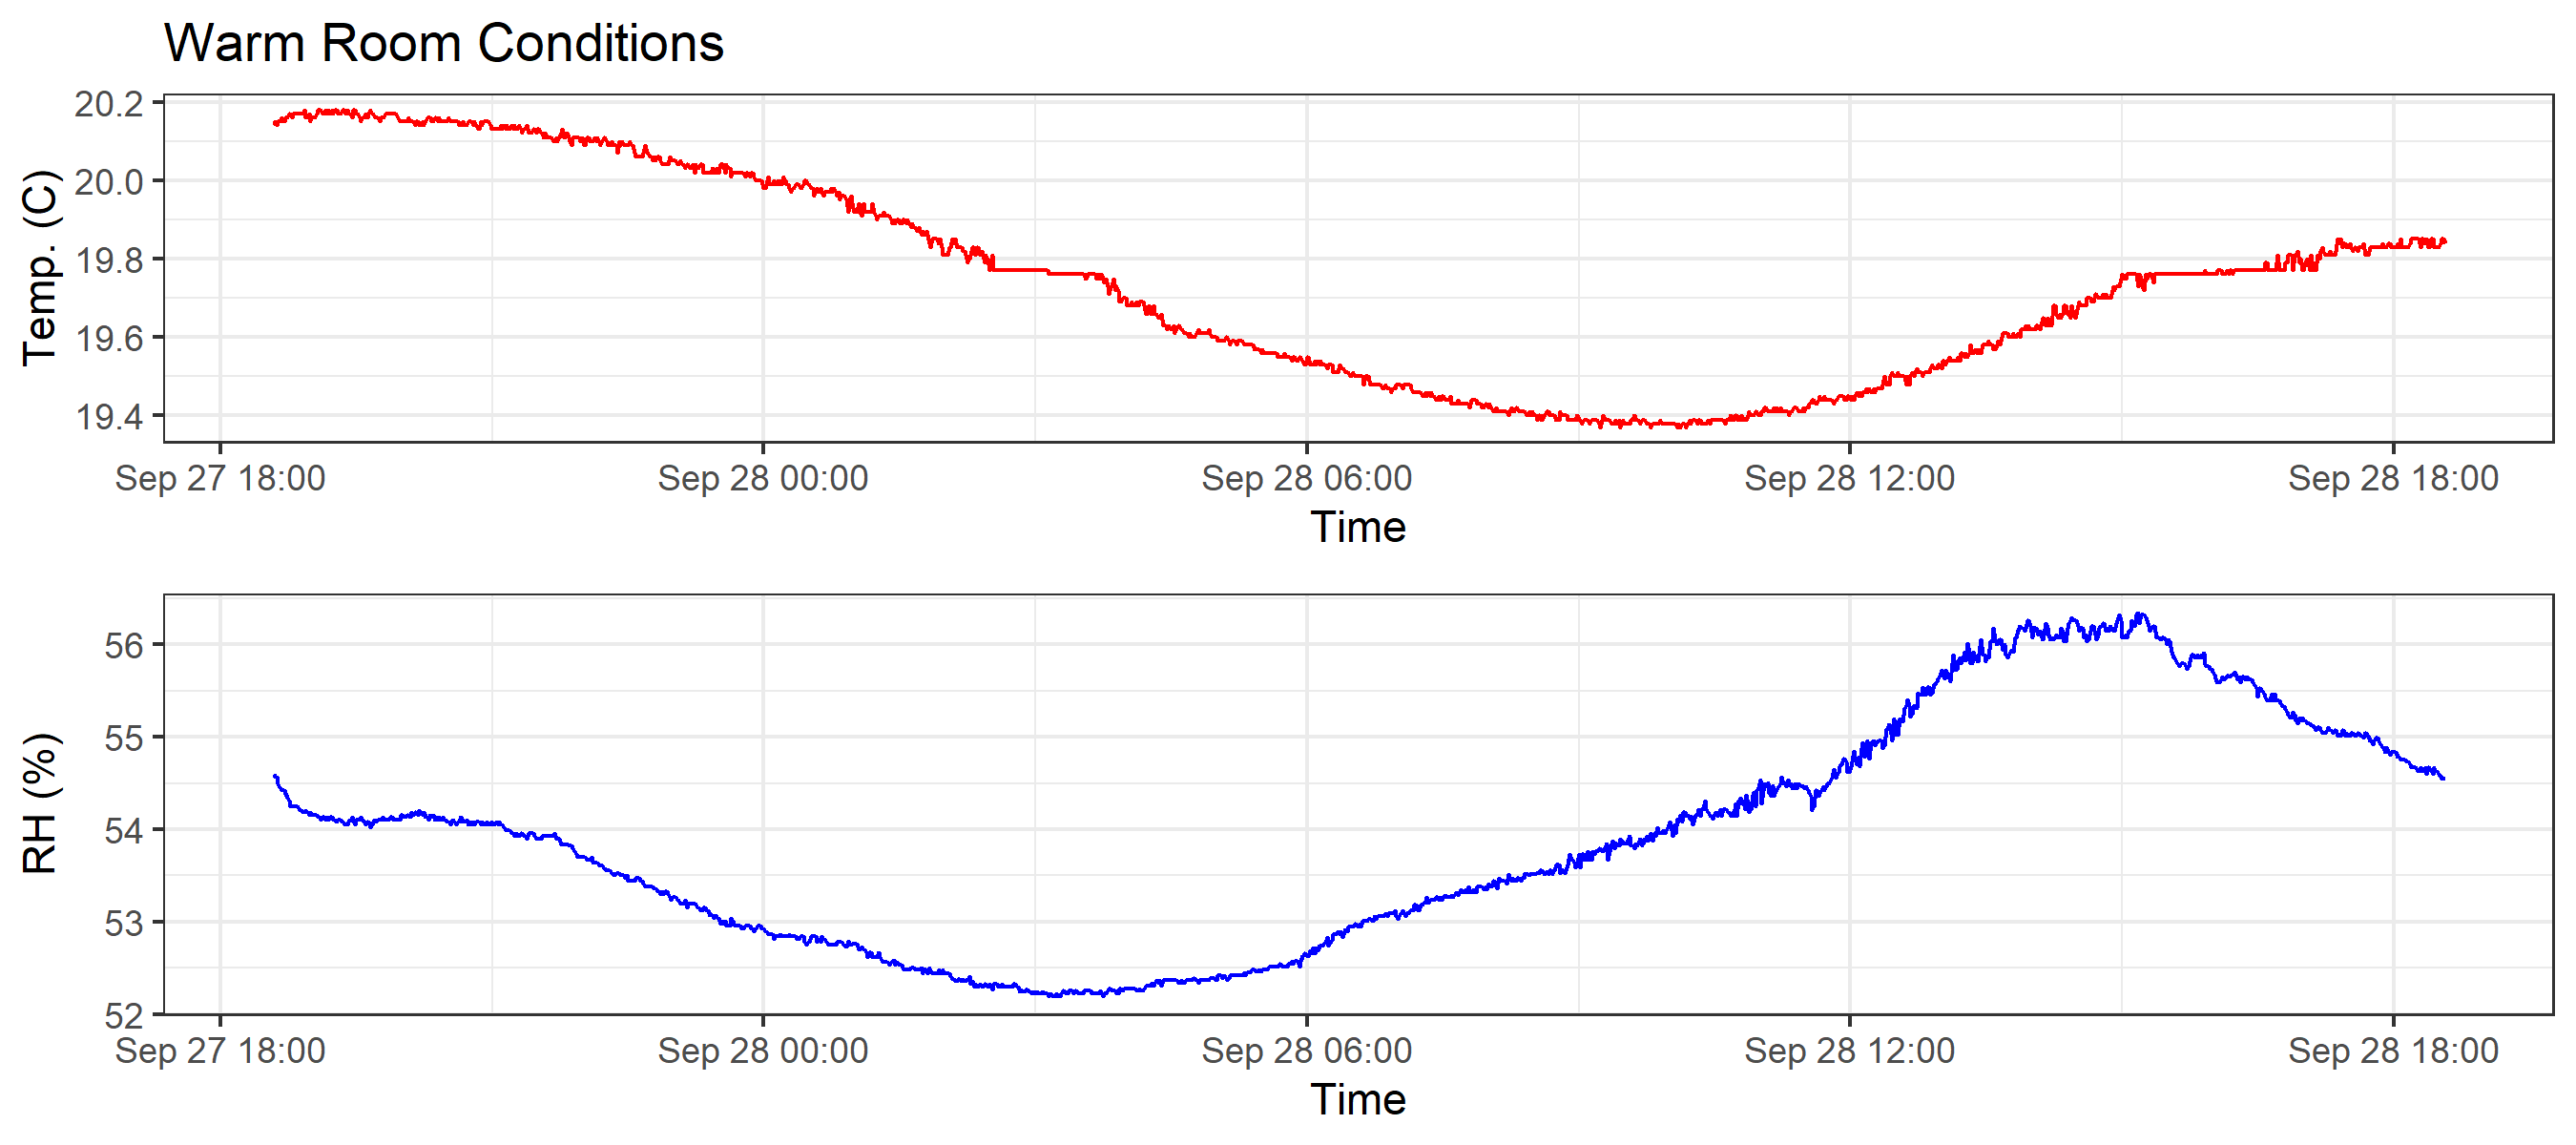 Warm Room Conditions
Temp. (C)
20.2
20.0
19.8
19.6
19.4
Sep 27 18:00 Sep 28 00:00 Sep 28 06:00 Sep 28 12:00 Sep 28 18:00
Time
RH (%)
56
55
54
53
52
Sep 27 18:00 Sep 28 00:00 Sep 28 06:00 Sep 28 12:00 Sep 28 18:00
Time